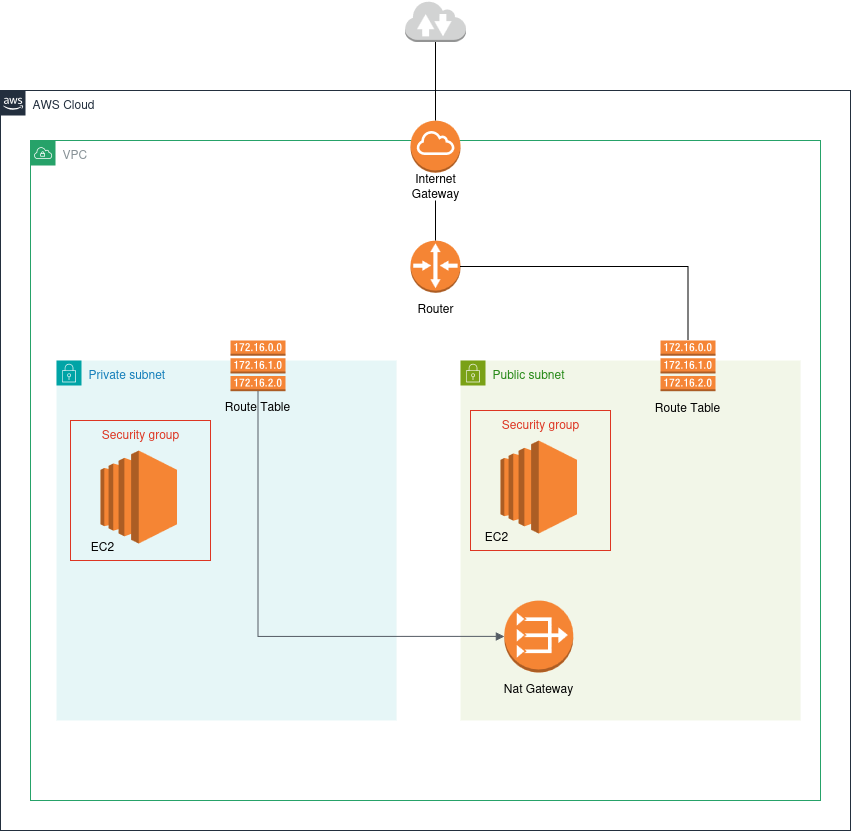 aws
AWS Cloud
VPC
Internet
Gateway
Router
172.16.0.0
172.16.1.0
172.16.2.0
Route Table
Private subnet
Security group
EC2
172.16.0.0
172.16.1.0
172.16.2.0
Route Table
Public subnet
Security group
EC2
Nat Gateway